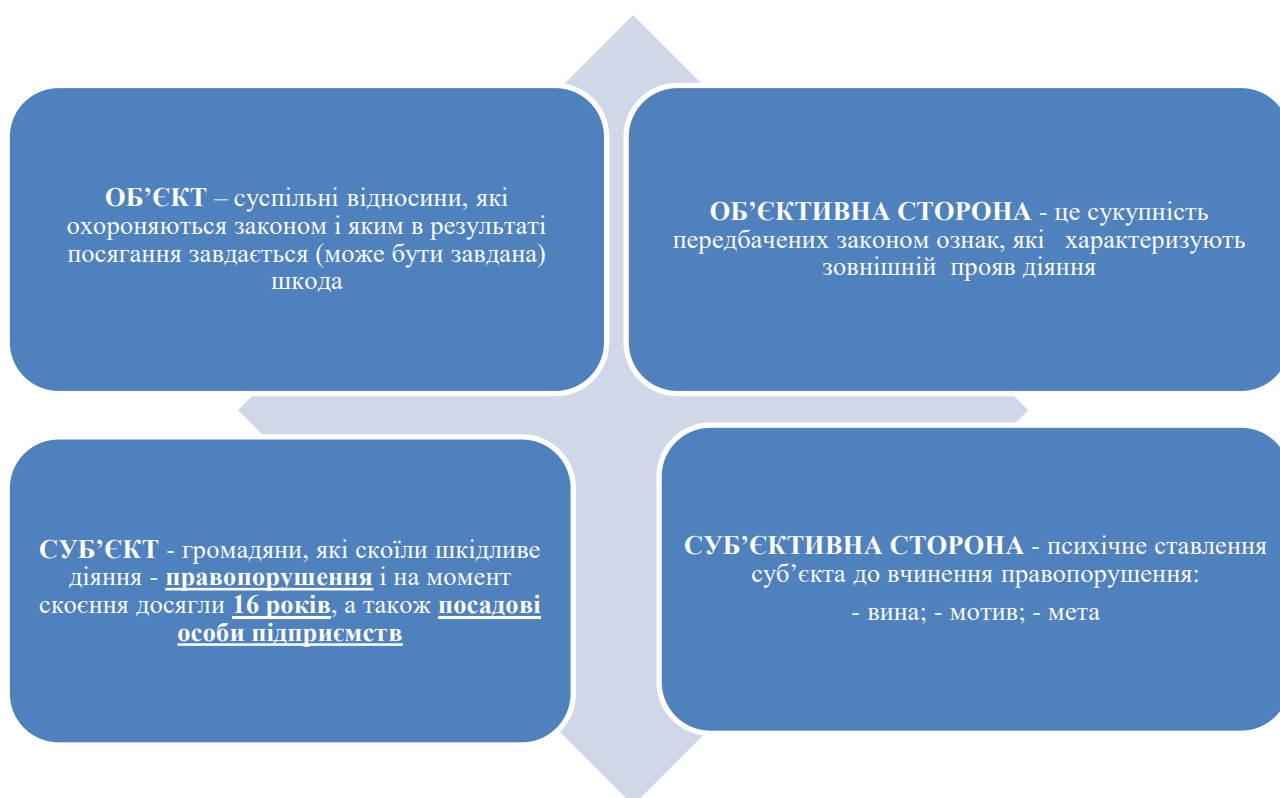 ОБ’ЄКТ – суспільні відносини, які
охороняються законом і яким в результаті
посягання завдається (може бути завдана)
шкода
ОБ’ЄКТИВНА СТОРОНА - це сукупність
передбачених законом ознак, які характеризують
зовнішній прояв діяння
СУБ’ЄКТ - громадяни, які скоїли шкідливе
діяння - правопорушення і на момент
скоєння досягли 16 років, а також посадові
особи підприємств
СУБ’ЄКТИВНА СТОРОНА - психічне ставлення
суб’єкта до вчинення правопорушення:
- вина; - мотив; - мета